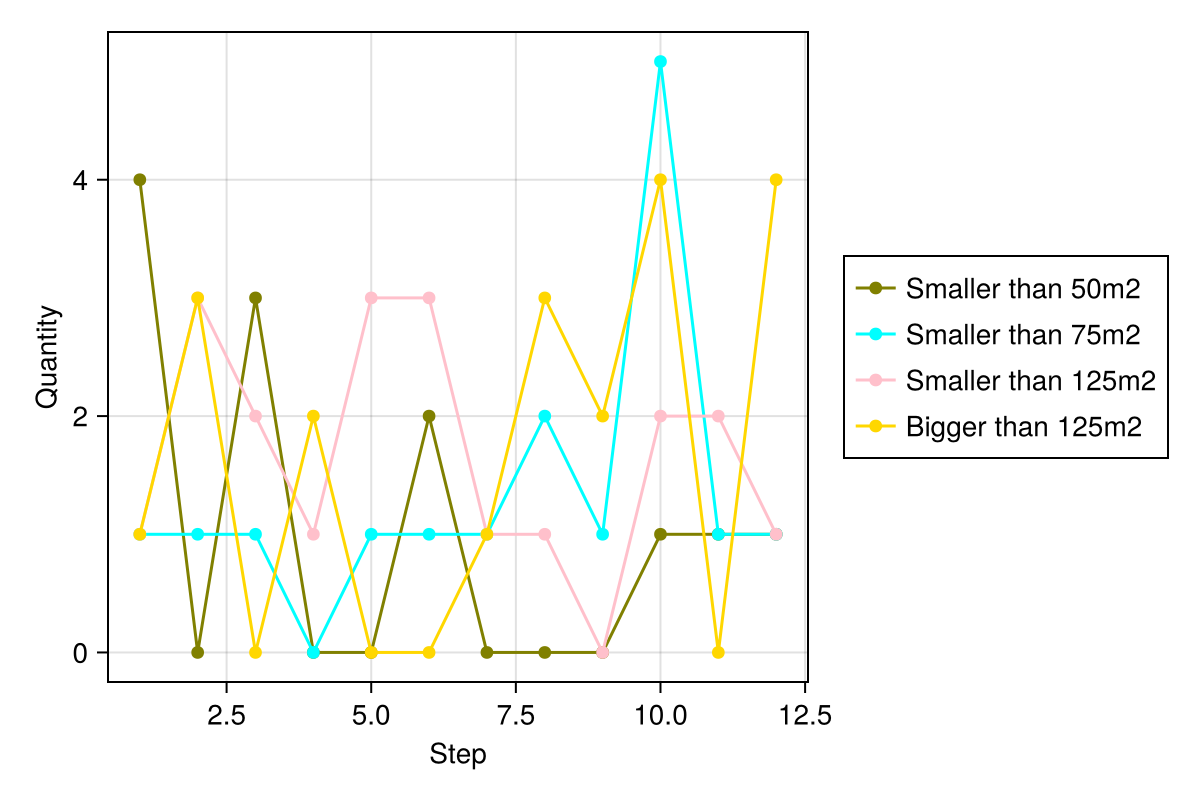 Quantity
4
2
0
2.5 5.0 7.5 10.0 12.5
Step
Smaller than 50m2
Smaller than 75m2
Smaller than 125m2
Bigger than 125m2